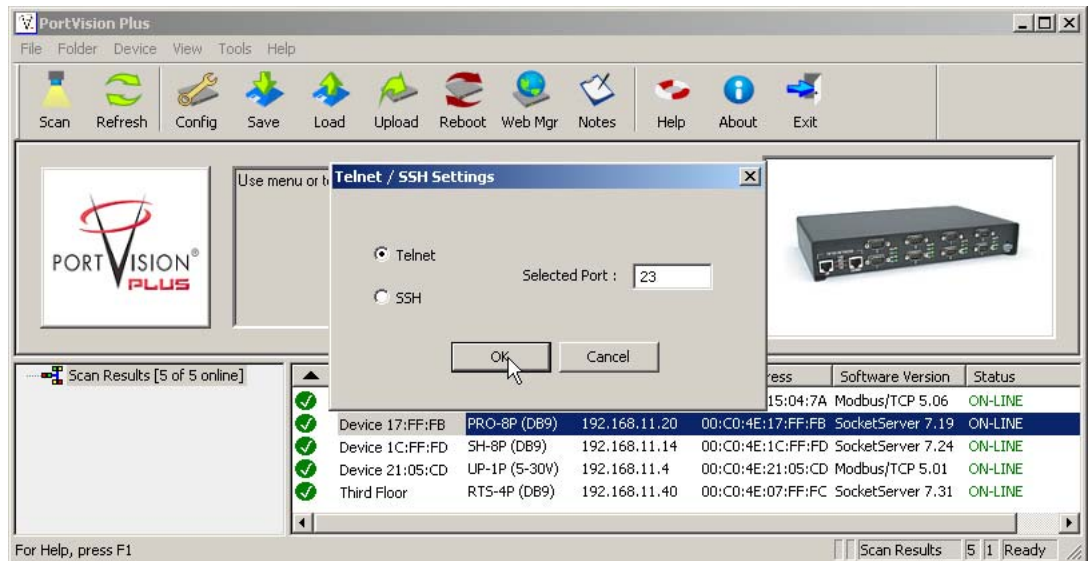 PortVision Plus
File Folder Device View Tools Help
Scan Refresh Config Save Load Upload Reboot Web Mgr Notes Help About Exit
PORTVISION®
PLUS
Use menu or
Telnet / SSH Settings
Telnet
Selected Port : 23
SSH
OK Cancel
Scan Results [5 of 5 online]
ress Software Version Status
15:04:7A Modbus/TCP 5.06 ON-LINE
Device 17:FF:FB PRO-8P (DB9) 192.168.11.20 00:C0:4E:17:FF:FB SocketServer 7.19 ON-LINE
Device 1C:FF:FD SH-8P (DB9) 192.168.11.14 00:C0:4E:1C:FF:FD SocketServer 7.24 ON-LINE
Device 21:05:CD UP-1P (5-30V) 192.168.11.4 00:C0:4E:21:05:CD Modbus/TCP 5.01 ON-LINE
Third Floor RTS-4P (DB9) 192.168.11.40 00:C0:4E:07:FF:FC SocketServer 7.31 ON-LINE
For Help, press F1 Scan Results 5 1 Ready